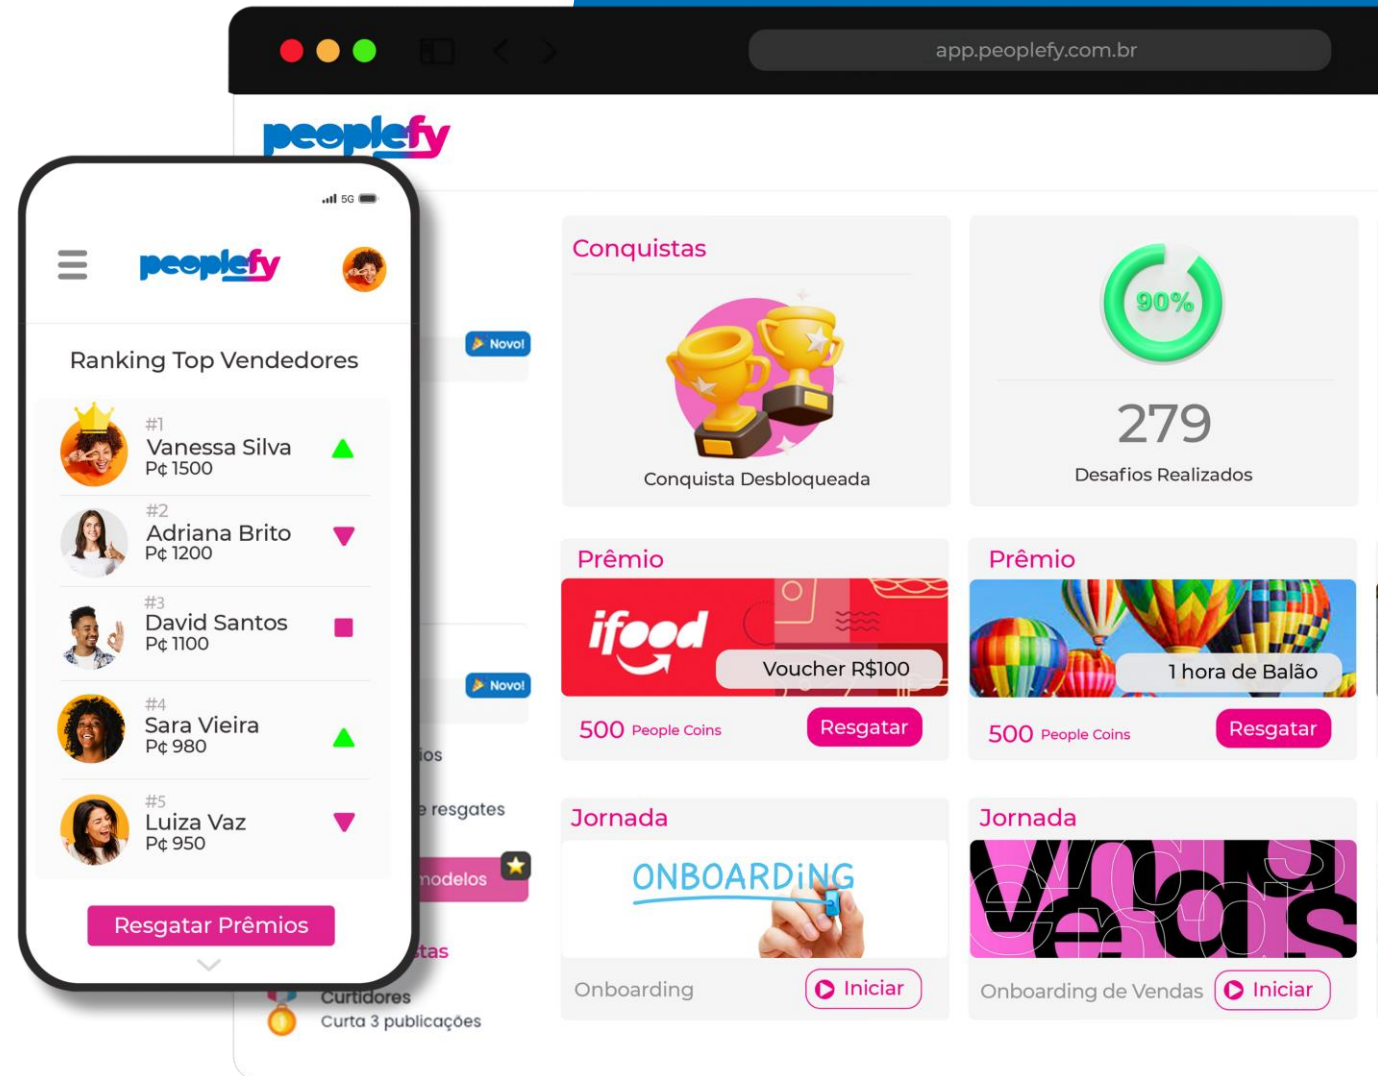 app.peoplefy.com.br
peoplefy
5G
peoplefy
Ranking Top Vendedores
#1
Vanessa Silva
P¢ 1500
#2
Adriana Brito
P¢ 1200
#3
David Santos
P¢ 1100
#4
Sara Vieira
P¢ 980
#5
Luiza Vaz
P¢ 950
Resgatar Prêmios
Novo!
Novo!
resgates
modelos
Curtidores
Curta 3 publicações
Conquistas
Conquista Desbloqueada
90%
279
Desafios Realizados
Prêmio
ifood
Voucher R$100
500 People Coins
Resgatar
Prêmio
1 hora de Balão
500 People Coins
Resgatar
Jornada
ONBOARDiNG
Onboarding
Iniciar
Jornada
Vendas
Onboarding de Vendas
Iniciar